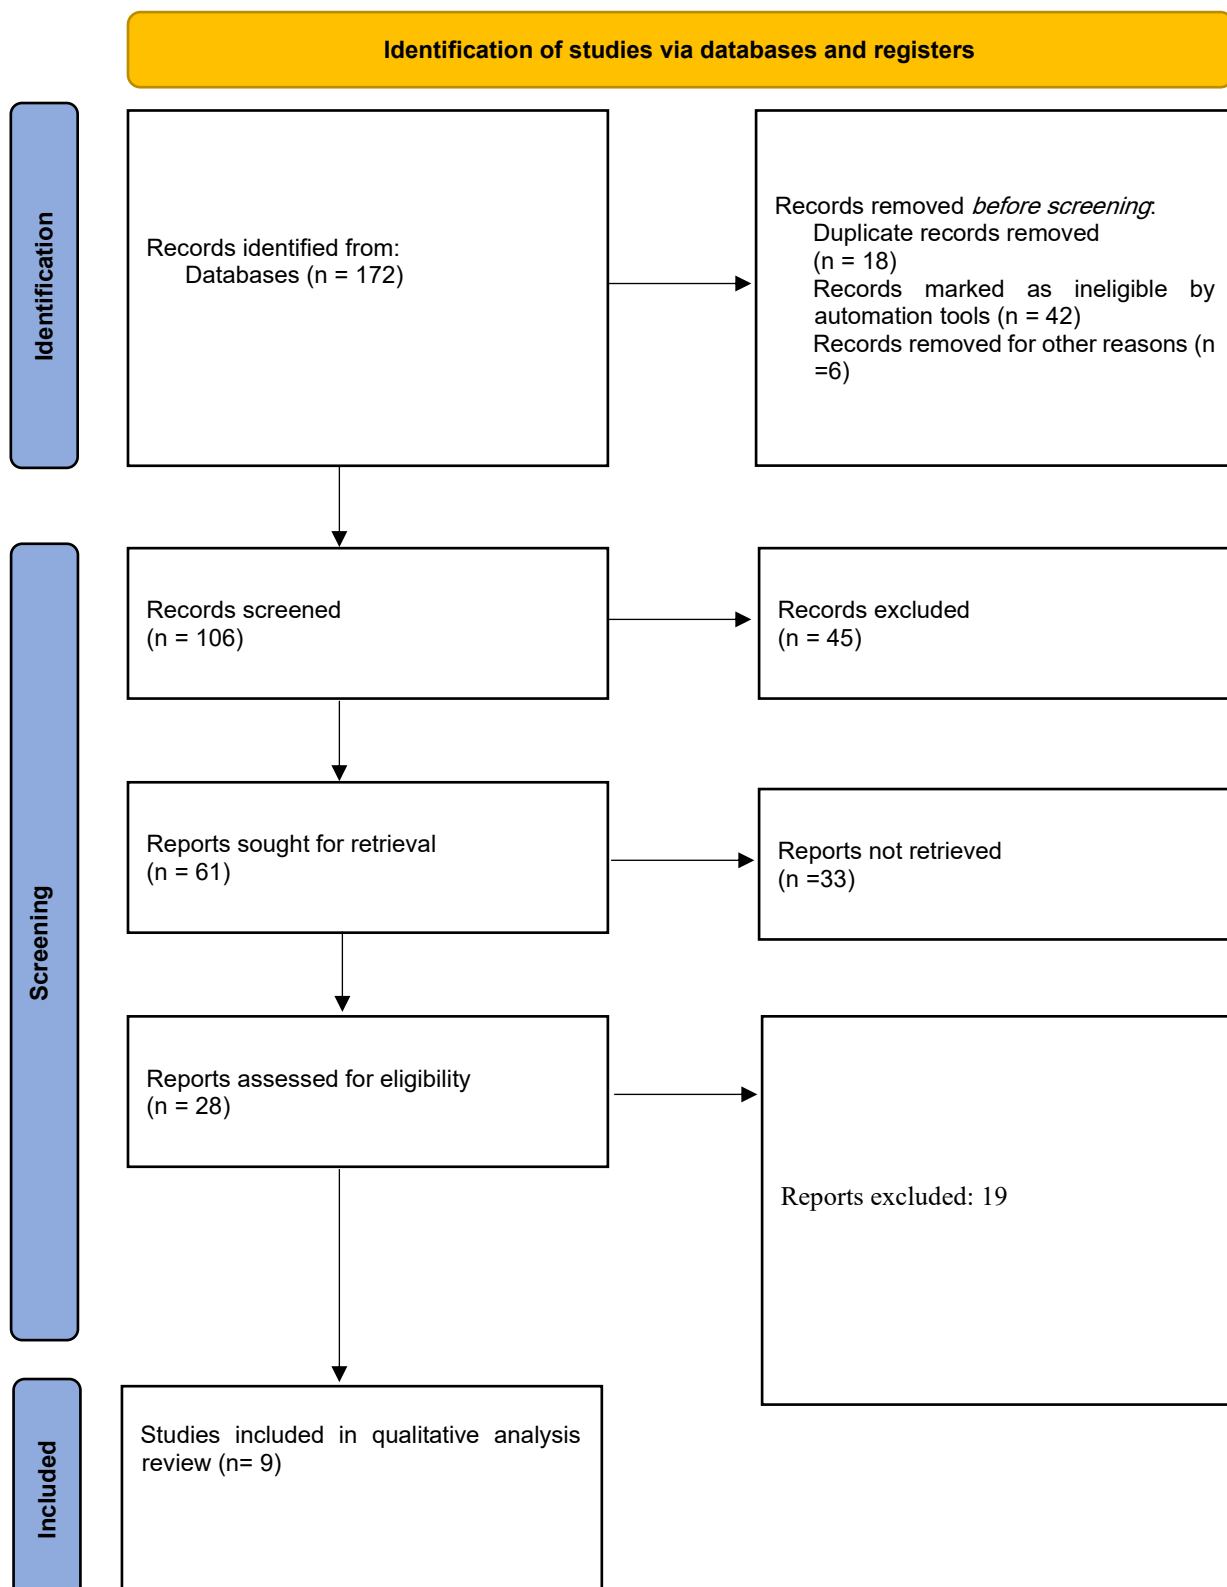 Identification of studies via databases and registers
Identification
Records identified from:
Databases (n = 172)
Records removed before screening:
Duplicate records removed
(n = 18)
Records marked as ineligible by
automation tools (n = 42)
Records removed for other reasons (n
=6)
Screening
Records screened
(n = 106)
Records excluded
(n = 45)
Reports sought for retrieval
(n = 61)
Reports not retrieved
(n =33)
Reports assessed for eligibility
(n = 28)
Reports excluded: 19
Included
Studies included in qualitative analysis
review (n= 9)